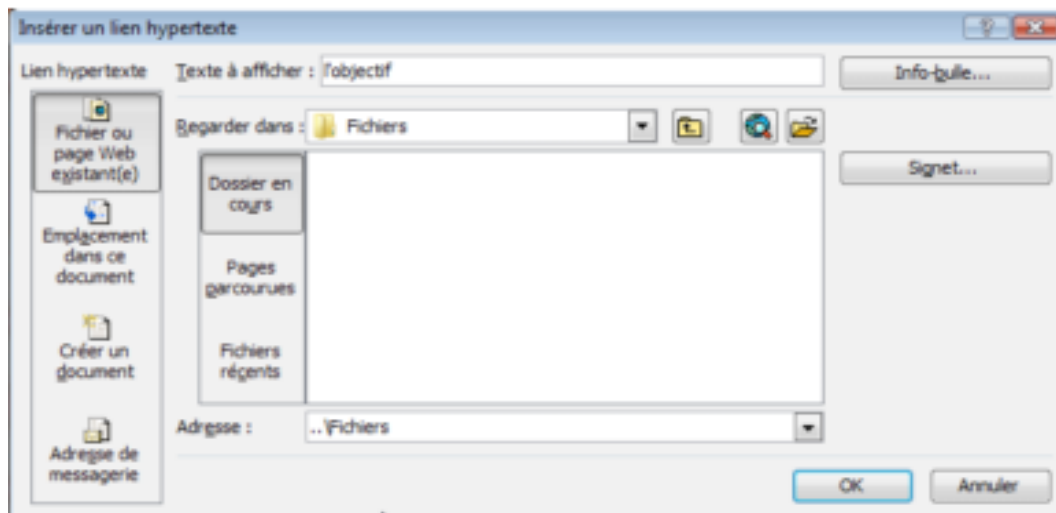 Insérer un lien hypertexte
Lien hypertexte
Texte à afficher : l'objectif
Info-bulle...
Fichier ou
page Web
existant(e)
Regarder dans : Fichiers
Signet...
Dossier en
cours
Emplacement
dans ce
document
Pages
parcourues
Créer un
document
Fichiers
récents
Adresse : ..\Fichiers
Adresse de
messagerie
OK
Annuler